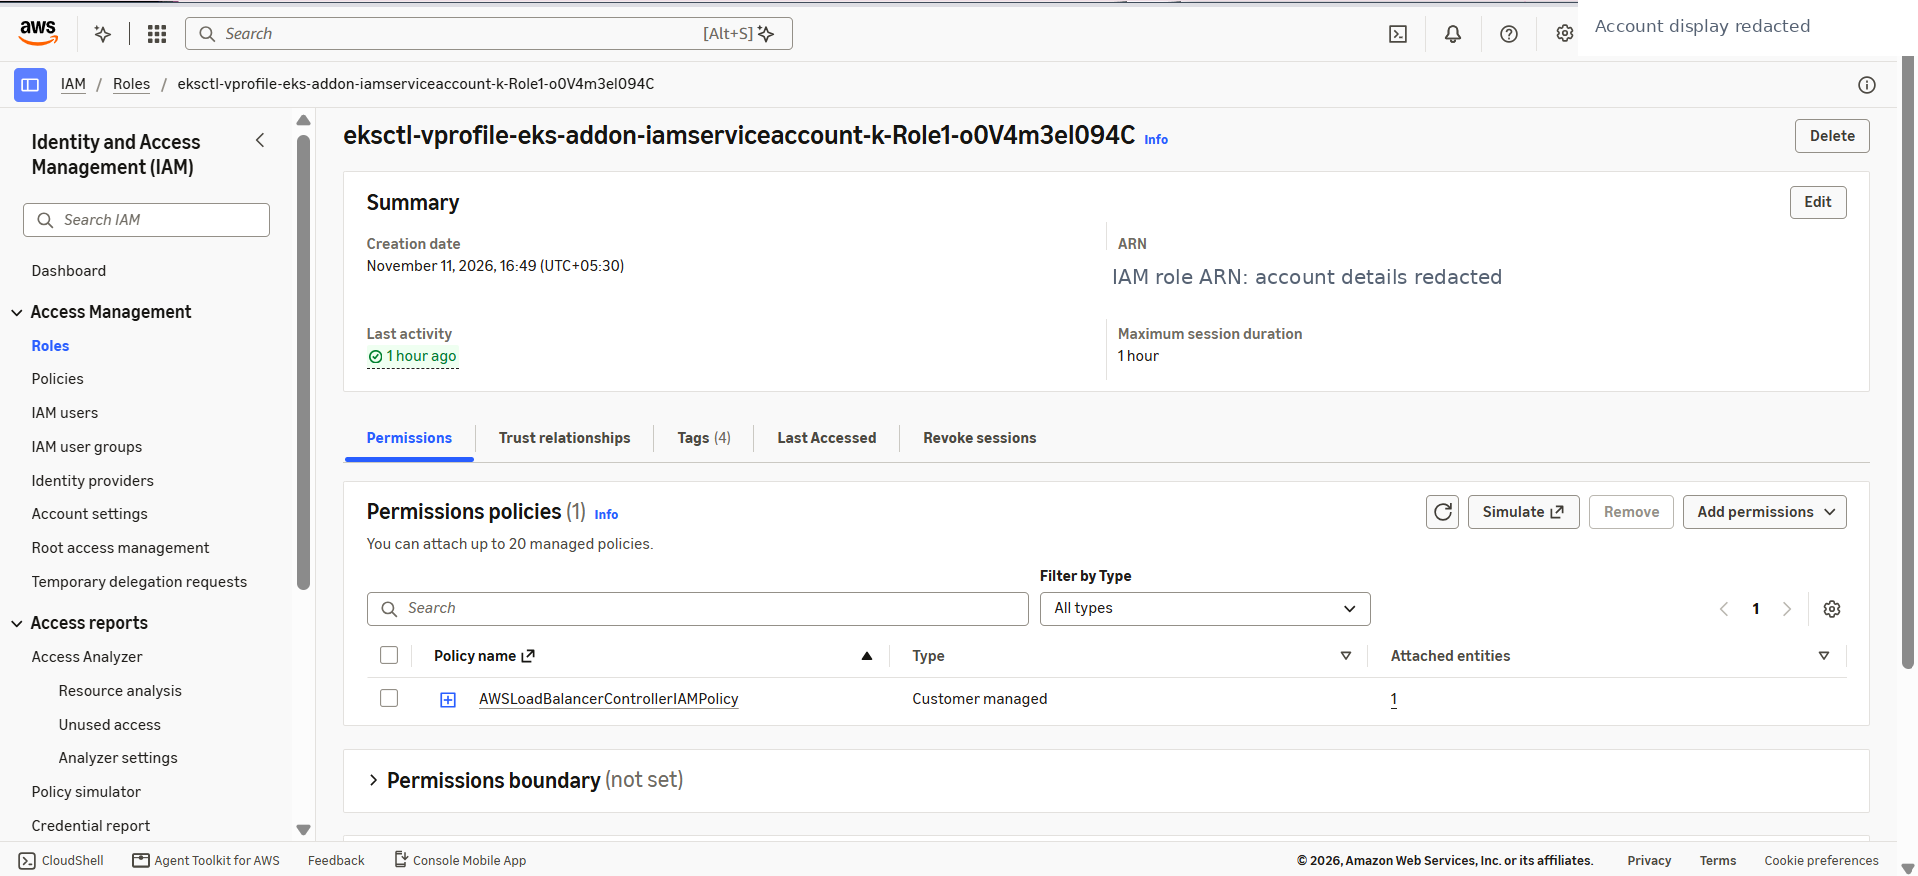 aws
Search [Alt+S]
Account display redacted
IAM / Roles / eksctl-vprofile-eks-addon-iamserviceaccount-k-Role1-o0V4m3eI094C
Identity and Access
Management (IAM)
Search IAM
Dashboard
Access Management
Roles
Policies
IAM users
IAM user groups
Identity providers
Account settings
Root access management
Temporary delegation requests
Access reports
Access Analyzer
Resource analysis
Unused access
Analyzer settings
Policy simulator
Credential report
eksctl-vprofile-eks-addon-iamserviceaccount-k-Role1-o0V4m3eI094C Info
Delete
Summary
Edit
Creation date
November 11, 2026, 16:49 (UTC+05:30)
ARN
IAM role ARN: account details redacted
Last activity
1 hour ago
Maximum session duration
1 hour
Permissions
Trust relationships
Tags (4)
Last Accessed
Revoke sessions
Permissions policies (1) Info
You can attach up to 20 managed policies.
Simulate
Remove
Add permissions
Filter by Type
Search
All types
1
Policy name Type Attached entities
AWSLoadBalancerControllerIAMPolicy Customer managed 1
Permissions boundary (not set)
CloudShell Agent Toolkit for AWS Feedback Console Mobile App © 2026, Amazon Web Services, Inc. or its affiliates. Privacy Terms Cookie preferences